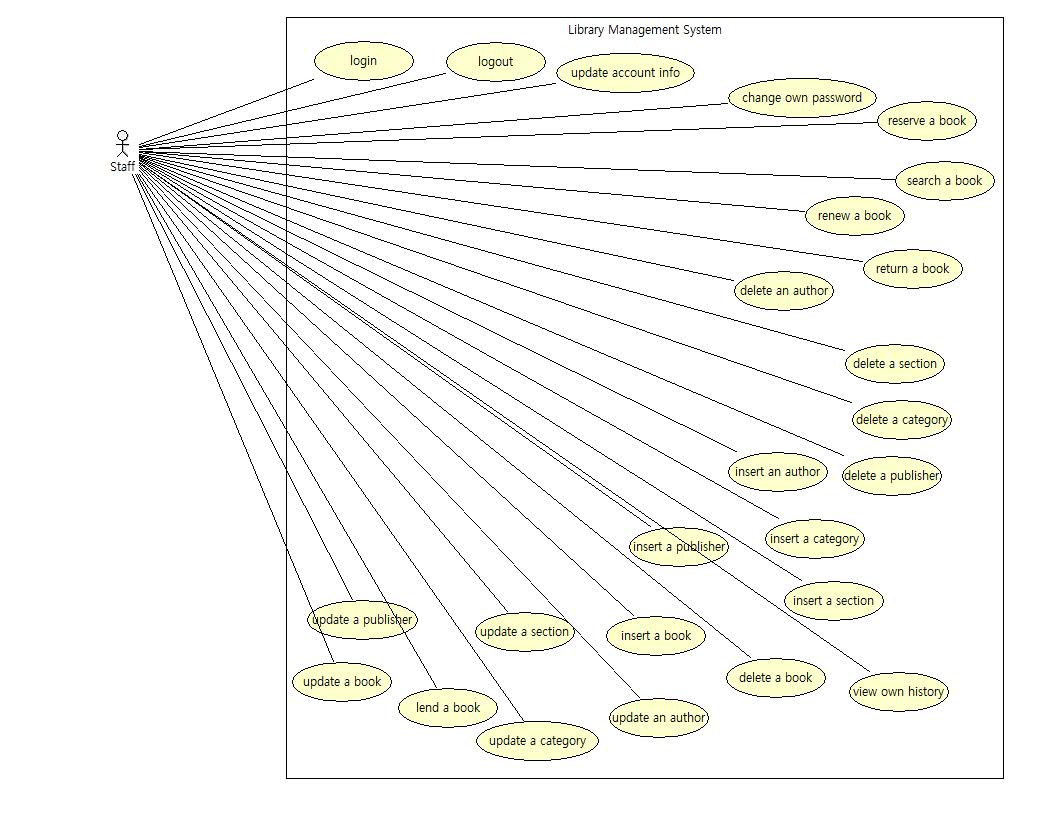 Library Management System
login
logout
update account info
change own password
reserve a book
Staff
search a book
renew a book
return a book
delete an author
delete a section
delete a category
insert an author
delete a publisher
insert a category
insert a publisher
insert a section
update a publisher
update a section
insert a book
delete a book
update a book
view own history
lend a book
update an author
update a category